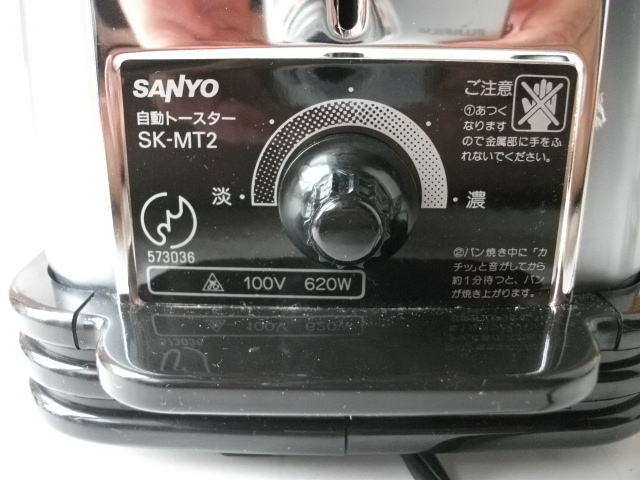 SANYO
自動トースター
SK-MT2
ご注意
①あつく
なります
ので金属部に手をふ
れないでください。
淡・
・濃
573036
100V 620W
②パン焼き中に「カ
チッ」と音がしてから
約1分待つと、パン
が焼き上がります。